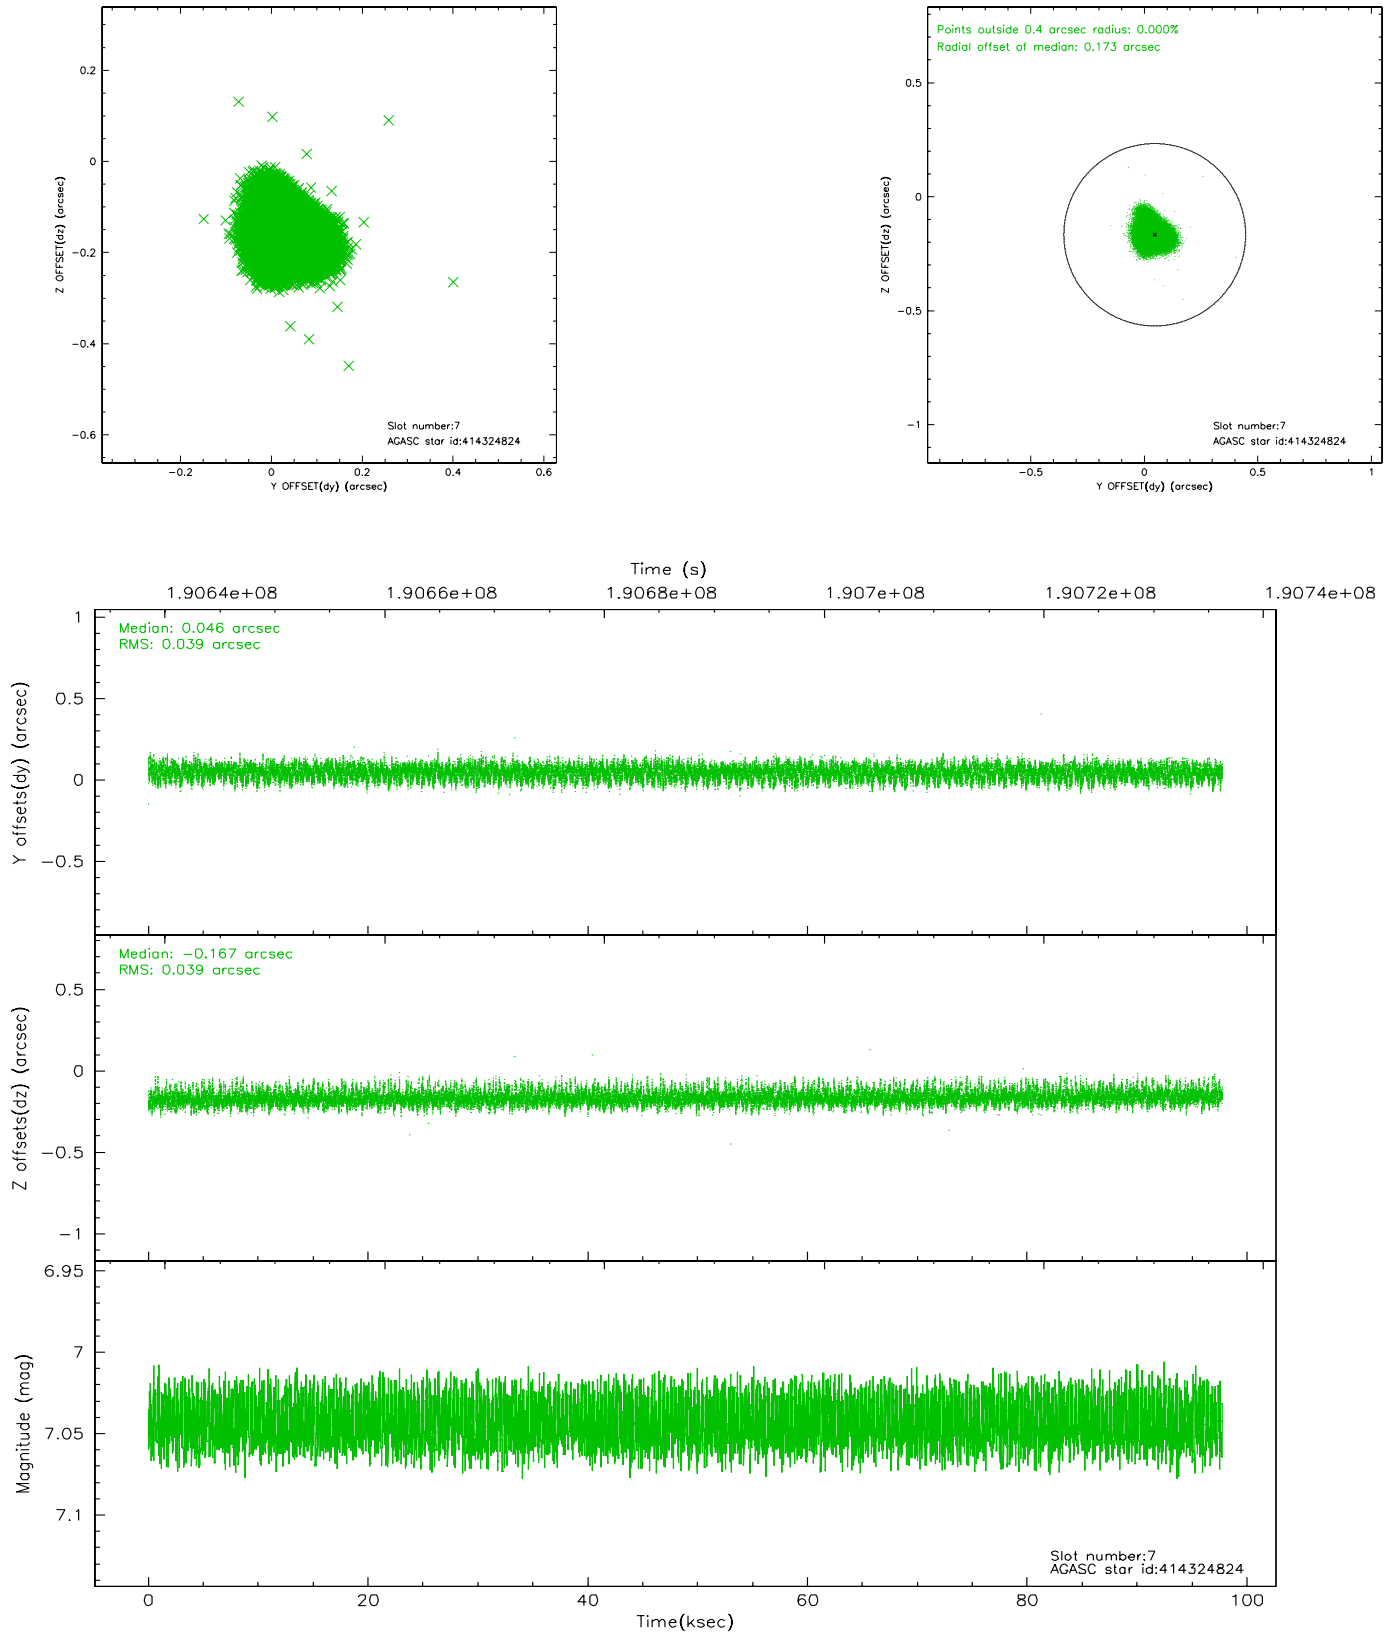 0.2
0
−0.2
−0.4
−0.6
Z OFFSET(dz) (arcsec)
Slot number:7
AGASC star id:414324824
−0.2 0 0.2 0.4 0.6
Y OFFSET(dy) (arcsec)
Points outside 0.4 arcsec radius: 0.000%
Radial offset of median: 0.173 arcsec
0.5
0
−0.5
−1
Z OFFSET(dz) (arcsec)
Slot number:7
AGASC star id:414324824
−0.5 0 0.5 1
Y OFFSET(dy) (arcsec)
Time (s)
1.9064e+08 1.9066e+08 1.9068e+08 1.907e+08 1.9072e+08 1.9074e+08
Median: 0.046 arcsec
RMS: 0.039 arcsec
1
0.5
0
−0.5
Y offsets(dy) (arcsec)
Median: −0.167 arcsec
RMS: 0.039 arcsec
0.5
0
−0.5
−1
Z offsets(dz) (arcsec)
6.95
7
7.05
7.1
Magnitude (mag)
Slot number:7
AGASC star id:414324824
0 20 40 60 80 100
Time(ksec)